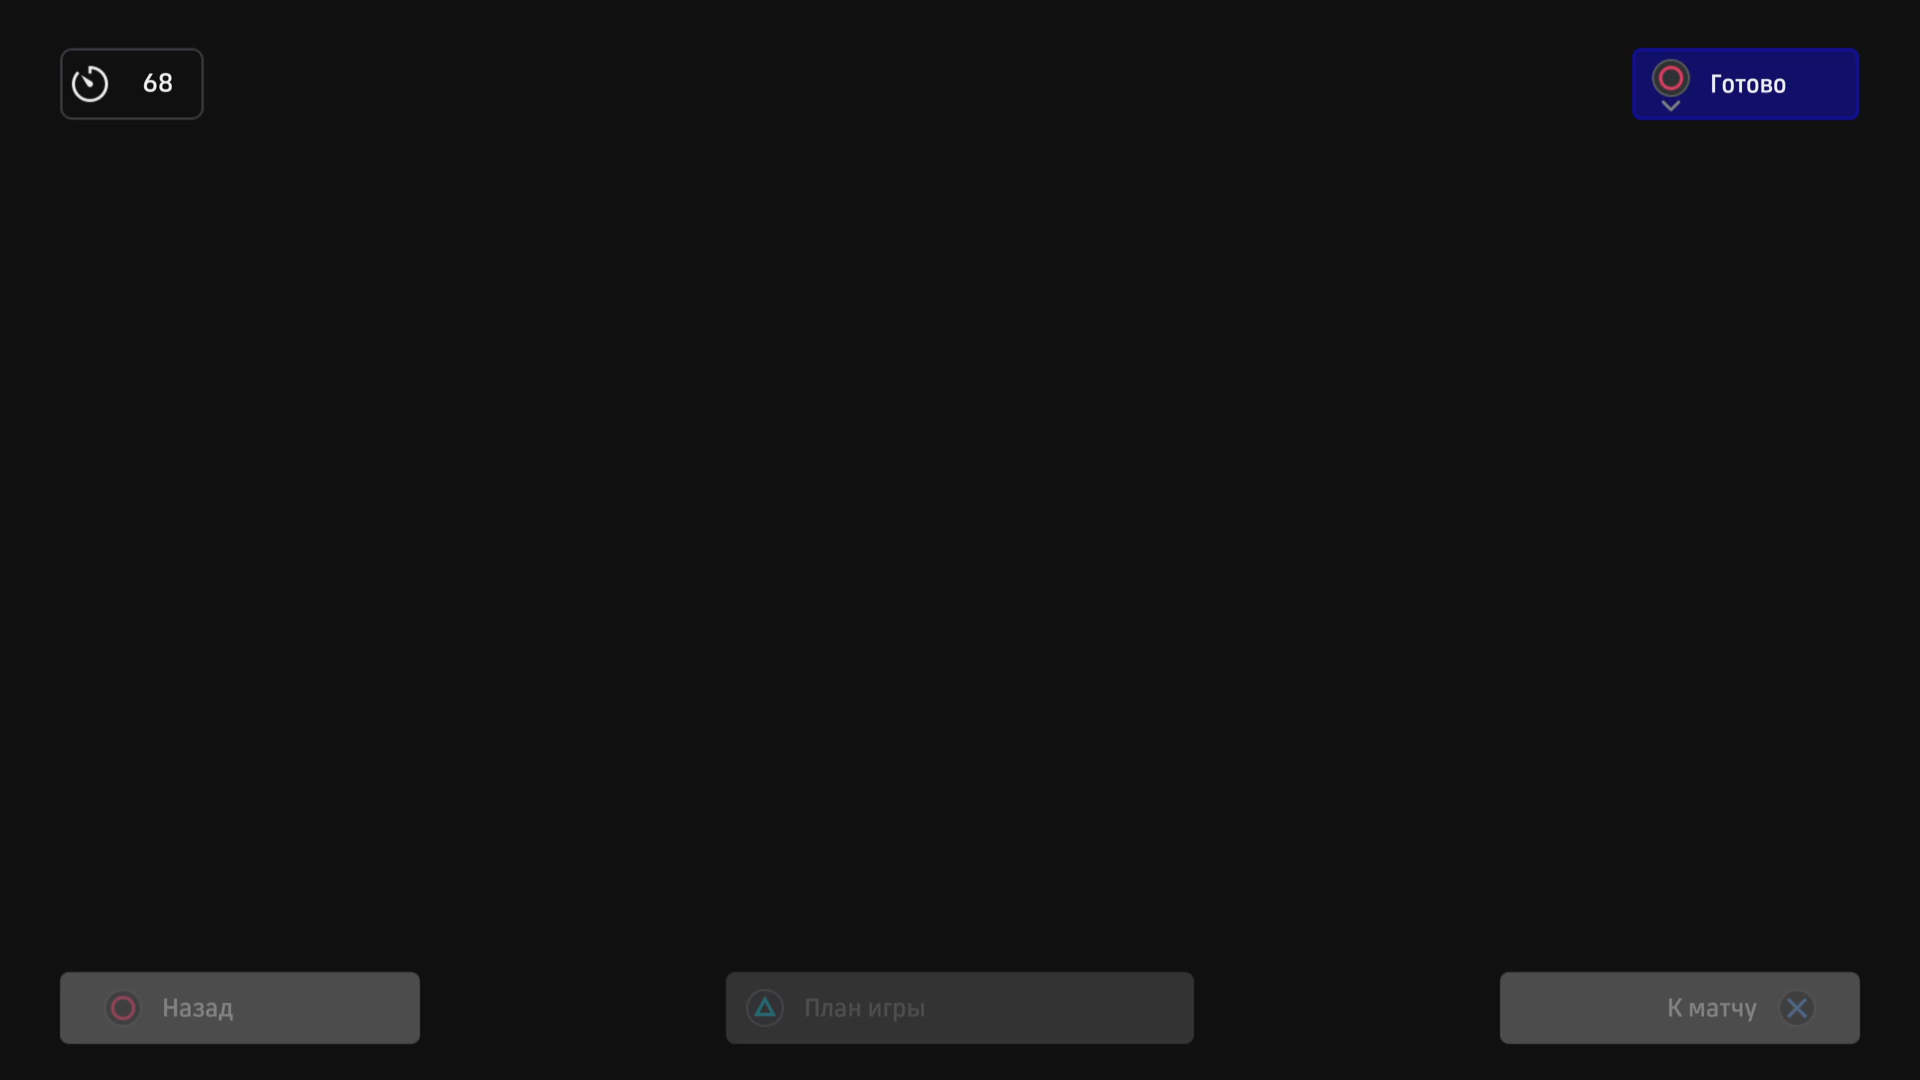 68
Готово
Назад
План игры
К матчу